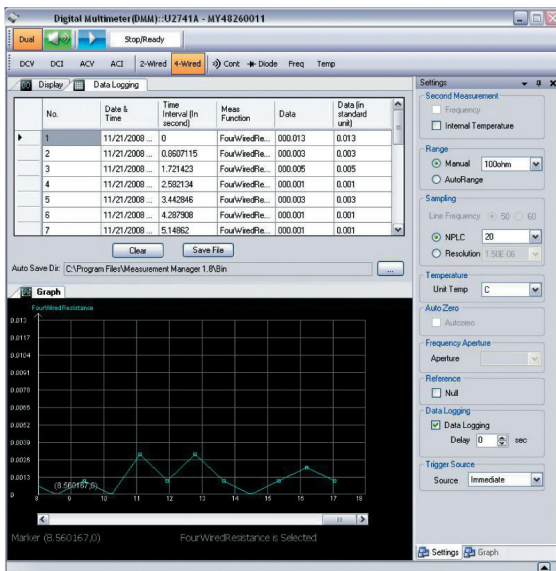 Digital Multimeter (DMM)::U2741A - MY48260011
Dual Stop/Ready
DCV DCI ACV ACI 2-Wired 4-Wired Cont Diode Freq Temp
Display Data Logging
No. Date & Time Time Interval (In second) Meas Function Data Data (in standard unit)
1 11/21/2008 ... 0 FourWiredRe... 000.013 0.013
2 11/21/2008 ... 0.8607115 FourWiredRe... 000.003 0.003
3 11/21/2008 ... 1.721423 FourWiredRe... 000.005 0.005
4 11/21/2008 ... 2.582134 FourWiredRe... 000.001 0.001
5 11/21/2008 ... 3.442846 FourWiredRe... 000.003 0.003
6 11/21/2008 ... 4.287908 FourWiredRe... 000.001 0.001
7 11/21/2008 ... 5.14862 FourWiredRe... 000.001 0.001
Clear Save File
Auto Save Dir: C:\Program Files\Measurement Manager 1.8\Bin ...
Graph
FourWiredResistance
0.013
0.0117
0.0104
0.0091
0.0078
0.0065
0.0052
0.0039
0.0026
0.0013
0
(8.560167,0)
8 9 10 11 12 13 14 15 16 17 18
Marker (8.560167,0) FourWiredResistance is Selected
Settings
Second Measurement
Frequency
Internal Temperature
Range
Manual 100ohm
AutoRange
Sampling
Line Frequency 50 60
NPLC 20
Resolution 1.50E-06
Temperature
Unit Temp C
Auto Zero
Autozero
Frequency Aperture
Aperture
Reference
Null
Data Logging
Data Logging
Delay 0 sec
Trigger Source
Source Immediate
Settings Graph